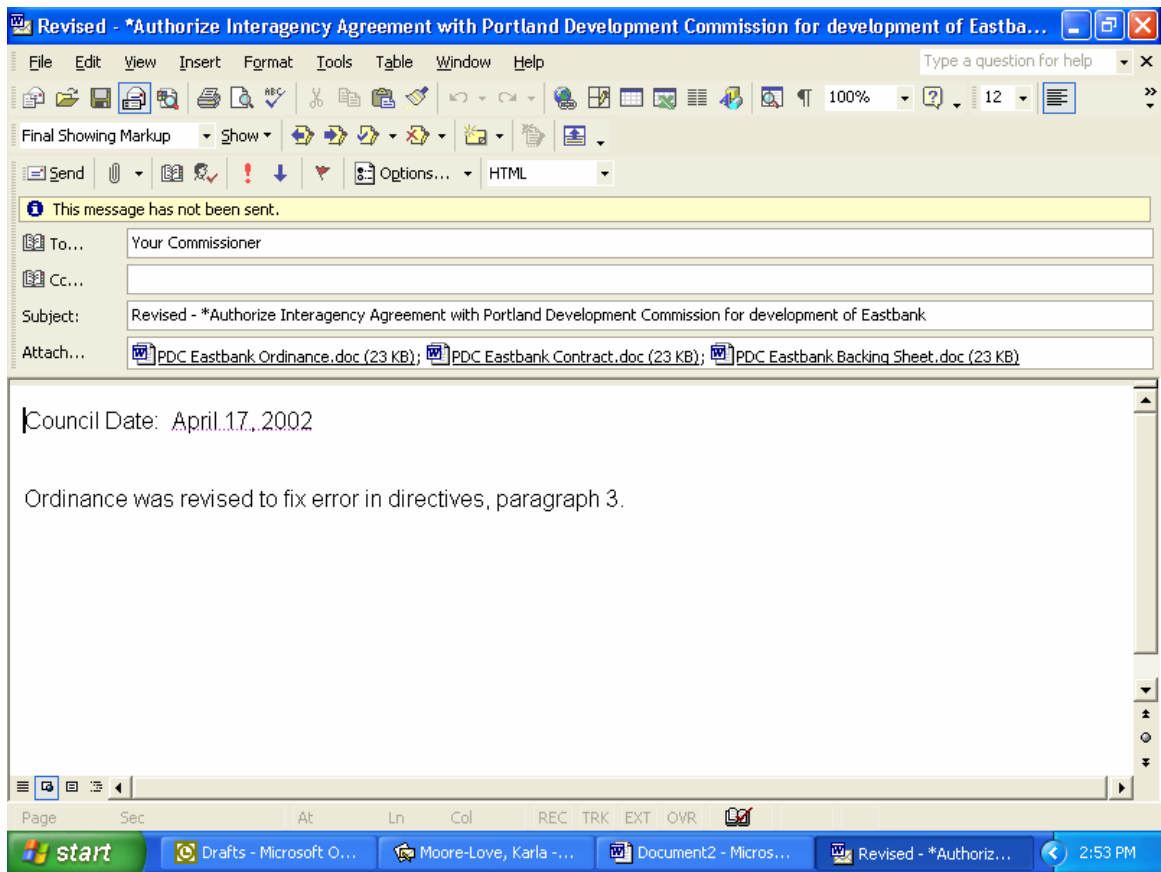 Revised - *Authorize Interagency Agreement with Portland Development Commission for development of Eastba...
File Edit View Insert Format Tools Table Window Help Type a question for help
100% 12
Final Showing Markup Show
Send Options... HTML
This message has not been sent.
To... Your Commissioner
Cc...
Subject: Revised - *Authorize Interagency Agreement with Portland Development Commission for development of Eastbank
Attach... PDC Eastbank Ordinance.doc (23 KB); PDC Eastbank Contract.doc (23 KB); PDC Eastbank Backing Sheet.doc (23 KB)
Council Date: April 17, 2002
Ordinance was revised to fix error in directives, paragraph 3.
Page Sec At Ln Col REC TRK EXT OVR
start Drafts - Microsoft O... Moore-Love, Karla -... Document2 - Micros... Revised - *Authoriz... 2:53 PM